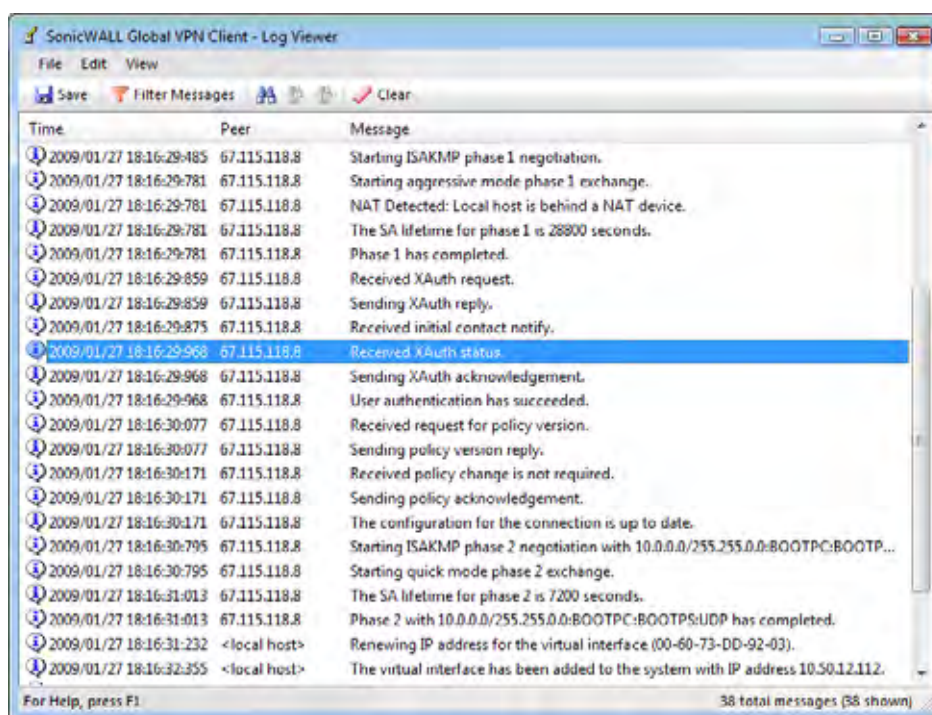 SonicWALL Global VPN Client - Log Viewer
File Edit View
Save Filter Messages Clear
Time Peer Message
2009/01/27 18:16:29:485 67.115.118.8 Starting ISAKMP phase 1 negotiation.
2009/01/27 18:16:29:781 67.115.118.8 Starting aggressive mode phase 1 exchange.
2009/01/27 18:16:29:781 67.115.118.8 NAT Detected: Local host is behind a NAT device.
2009/01/27 18:16:29:781 67.115.118.8 The SA lifetime for phase 1 is 28800 seconds.
2009/01/27 18:16:29:781 67.115.118.8 Phase 1 has completed.
2009/01/27 18:16:29:859 67.115.118.8 Received XAuth request.
2009/01/27 18:16:29:859 67.115.118.8 Sending XAuth reply.
2009/01/27 18:16:29:875 67.115.118.8 Received initial contact notify.
2009/01/27 18:16:29:968 67.115.118.8 Received XAuth status.
2009/01/27 18:16:29:968 67.115.118.8 Sending XAuth acknowledgement.
2009/01/27 18:16:29:968 67.115.118.8 User authentication has succeeded.
2009/01/27 18:16:30:077 67.115.118.8 Received request for policy version.
2009/01/27 18:16:30:077 67.115.118.8 Sending policy version reply.
2009/01/27 18:16:30:171 67.115.118.8 Received policy change is not required.
2009/01/27 18:16:30:171 67.115.118.8 Sending policy acknowledgement.
2009/01/27 18:16:30:171 67.115.118.8 The configuration for the connection is up to date.
2009/01/27 18:16:30:795 67.115.118.8 Starting ISAKMP phase 2 negotiation with 10.0.0.0/255.255.0.0:BOOTPC:BOOTP...
2009/01/27 18:16:30:795 67.115.118.8 Starting quick mode phase 2 exchange.
2009/01/27 18:16:31:013 67.115.118.8 The SA lifetime for phase 2 is 7200 seconds.
2009/01/27 18:16:31:013 67.115.118.8 Phase 2 with 10.0.0.0/255.255.0.0:BOOTPC:BOOTPS:UDP has completed.
2009/01/27 18:16:31:232 <local host> Renewing IP address for the virtual interface (00-60-73-DD-92-03).
2009/01/27 18:16:32:355 <local host> The virtual interface has been added to the system with IP address 10.50.12.112.
For Help, press F1 38 total messages (38 shown)